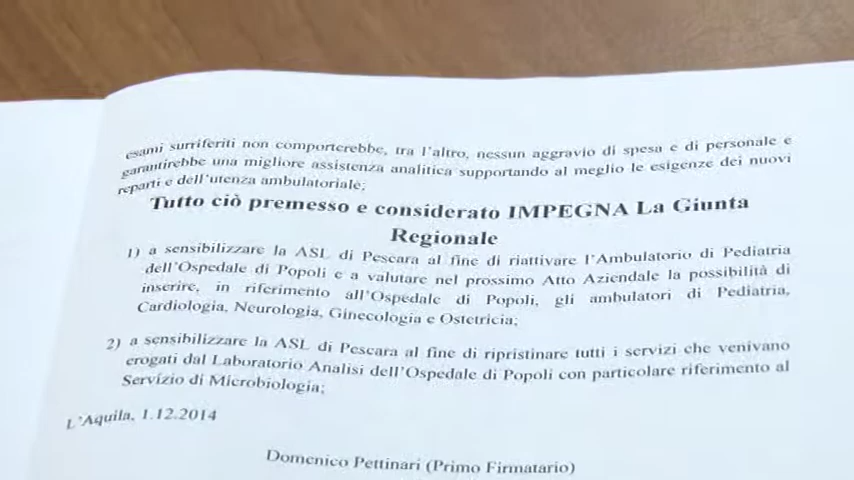 esami surriferiti non comporterebbe, tra l'altro, nessun aggravio di spesa e di personale e
garantirebbe una migliore assistenza analitica supportando al meglio le esigenze dei nuovi
reparti e dell'utenza ambulatoriale;
Tutto ciò premesso e considerato IMPEGNA La Giunta
Regionale
1) a sensibilizzare la ASL di Pescara al fine di riattivare l'Ambulatorio di Pediatria
dell'Ospedale di Popoli e a valutare nel prossimo Atto Aziendale la possibilità di
inserire, in riferimento all'Ospedale di Popoli, gli ambulatori di Pediatria,
Cardiologia, Neurologia, Ginecologia e Ostetricia;
2) a sensibilizzare la ASL di Pescara al fine di ripristinare tutti i servizi che venivano
erogati dal Laboratorio Analisi dell'Ospedale di Popoli con particolare riferimento al
Servizio di Microbiologia;
L'Aquila, 1.12.2014
Domenico Pettinari (Primo Firmatario)